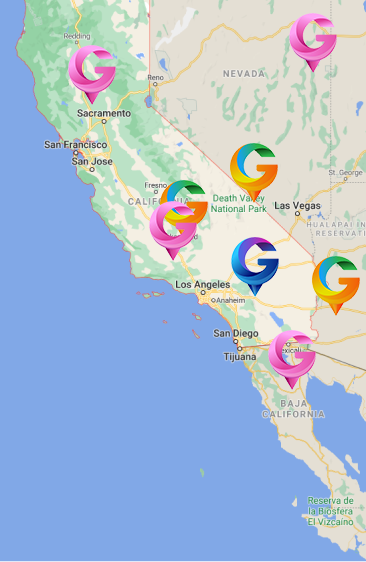 Redding
Reno
NEVADA
G
G
Sacramento
San Francisco
San Jose
St. George
G
Fresno
Death Valley
National Park
CALIF
G
Las Vegas
G
HUALAPAI IN
RESERVATI
G
G
Los Angeles
Anaheim
San Diego
Tijuana
G
exicali
BAJA
CALIFORNIA
Reserva de
la Biosfera
El Vizcaíno